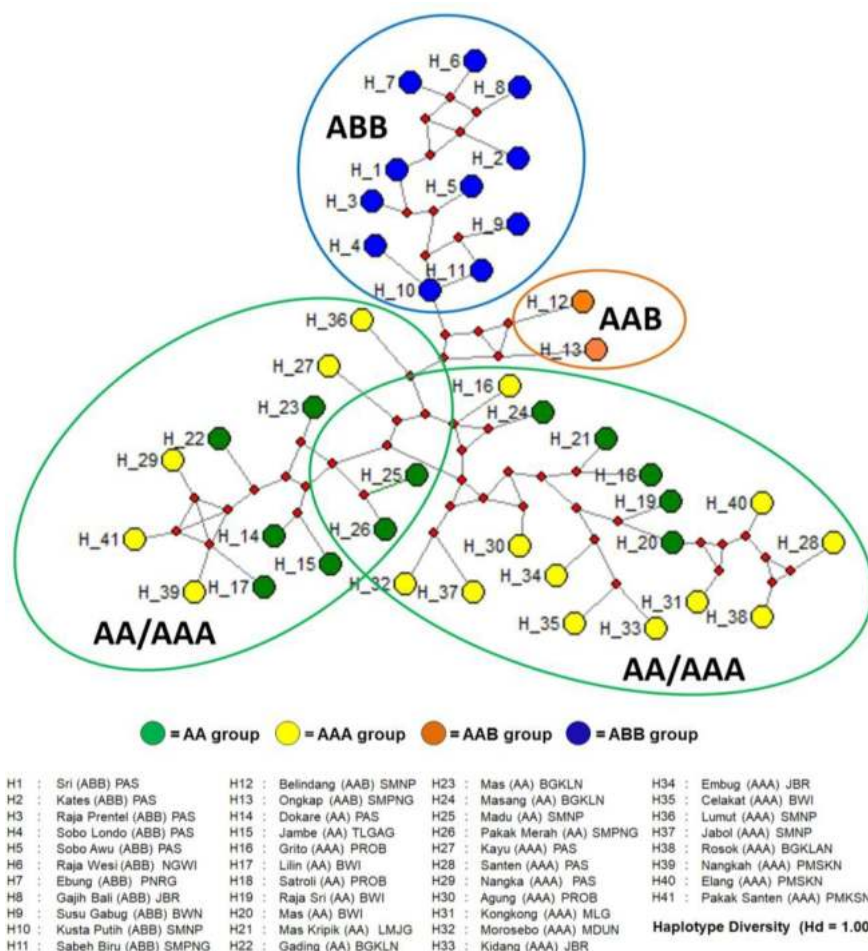 H_6
H_7
H_8
ABB
H_2
H_1
H_5
H_3
H_9
H_4
H_11
H_10
H_12
AAB
H_13
H_36
H_27
H_16
H_23
H_24
H_22
H_21
H_29
H_25
H_18
H_19
H_40
H_41
H_14
H_26
H_20
H_28
H_30
H_39
H_17
H_15
H_32
H_37
H_34
H_31
H_38
H_35
H_33
AA/AAA
AA/AAA
= AA group = AAA group = AAB group = ABB group
H1 : Sri (ABB) PAS
H2 : Kates (ABB) PAS
H3 : Raja Prentel (ABB) PAS
H4 : Sobo Londo (ABB) PAS
H5 : Sobo Awu (ABB) PAS
H6 : Raja Wesi (ABB) NGWI
H7 : Ebung (ABB) PNRG
H8 : Gajih Bali (ABB) JBR
H9 : Susu Gabug (ABB) BWN
H10 : Kusta Putih (ABB) SMNP
H11 : Sabeh Biru (ABB) SMPNG
H12 : Belindang (AAB) SMNP
H13 : Ongkap (AAB) SMPNG
H14 : Dokare (AA) PAS
H15 : Jambe (AA) TLGAG
H16 : Grito (AAA) PROB
H17 : Lilin (AA) BWI
H18 : Satroli (AA) PROB
H19 : Raja Sri (AA) BWI
H20 : Mas (AA) BWI
H21 : Mas Kripik (AA) LMJG
H22 : Gading (AA) BGKLN
H23 : Mas (AA) BGKLN
H24 : Masang (AA) BGKLN
H25 : Madu (AA) SMNP
H26 : Pakak Merah (AA) SMPNG
H27 : Kayu (AAA) PAS
H28 : Santen (AAA) PAS
H29 : Nangka (AAA) PAS
H30 : Agung (AAA) PROB
H31 : Kongkong (AAA) MLG
H32 : Morosebo (AAA) MDUN
H33 : Kidang (AAA) JBR
H34 : Embug (AAA) JBR
H35 : Celakat (AAA) BWI
H36 : Lumut (AAA) SMNP
H37 : Jabol (AAA) SMNP
H38 : Rosok (AAA) BGKLAN
H39 : Nangkah (AAA) PMSKN
H40 : Elang (AAA) PMSKN
H41 : Pakak Santen (AAA) PMKSN
Haplotype Diversity (Hd = 1.0